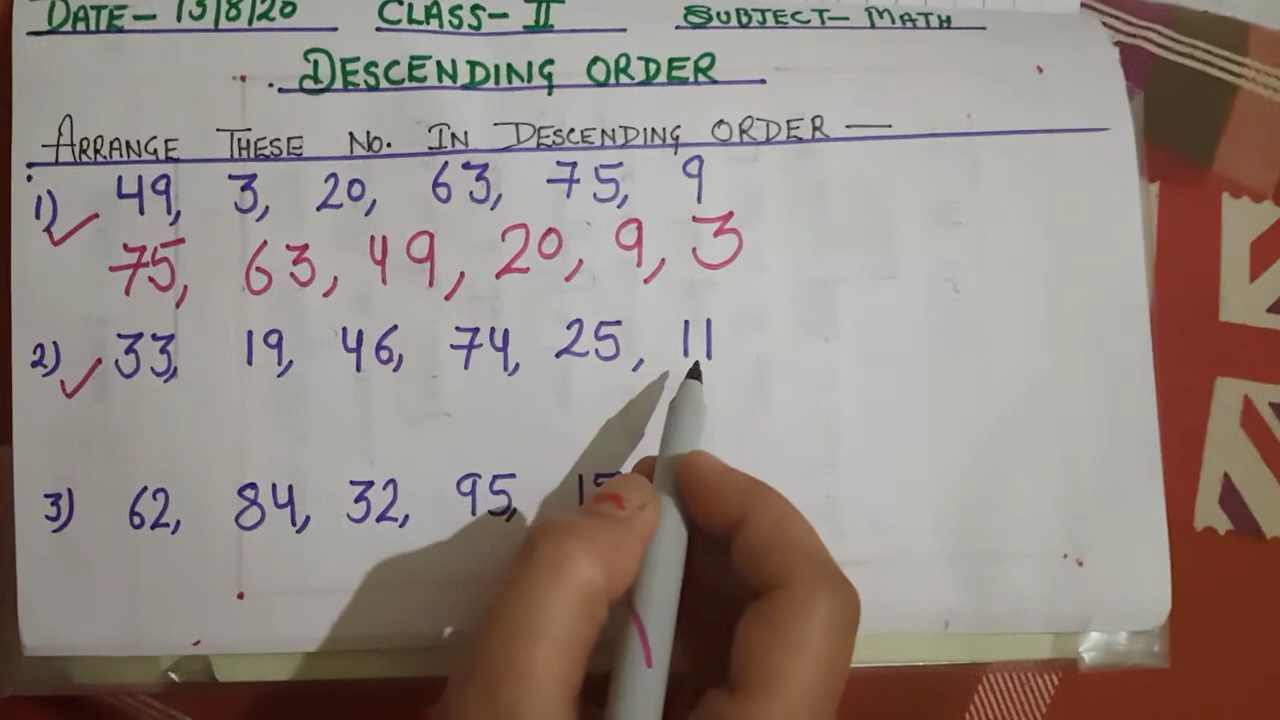 DATE- 13/8/20 CLASS- II SUBJECT- MATH
DESCENDING ORDER
ARRANGE THESE NO. IN DESCENDING ORDER —
1) 49, 3, 20, 63, 75, 9
75, 63, 49, 20, 9, 3
2) 33, 19, 46, 74, 25, 11
3) 62, 84, 32, 95, 15